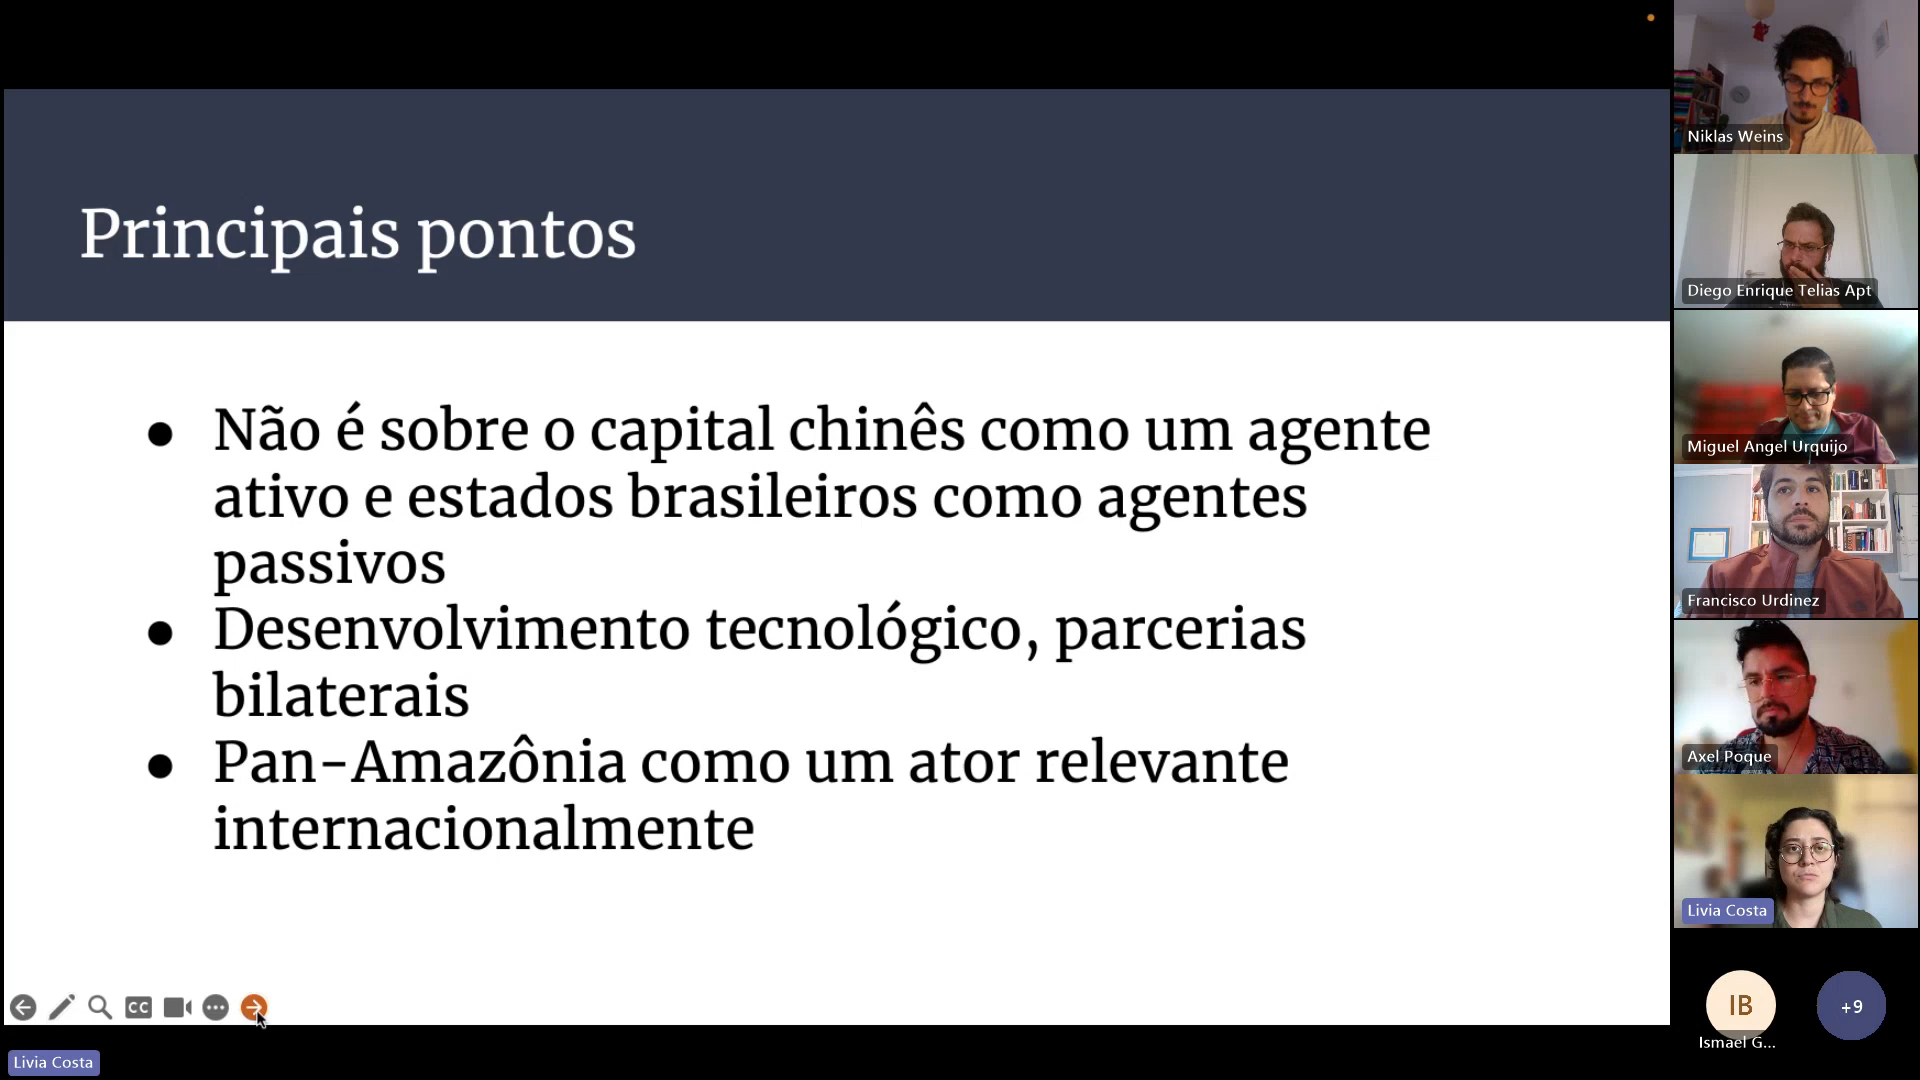 Principais pontos
● Não é sobre o capital chinês como um agente
ativo e estados brasileiros como agentes
passivos
● Desenvolvimento tecnológico, parcerias
bilaterais
● Pan-Amazônia como um ator relevante
internacionalmente
CC
Livia Costa
Niklas Weins
Diego Enrique Telias Apt
Miguel Angel Urquijo
Francisco Urdinez
Axel Poque
Livia Costa
IB
Ismael G...
+9